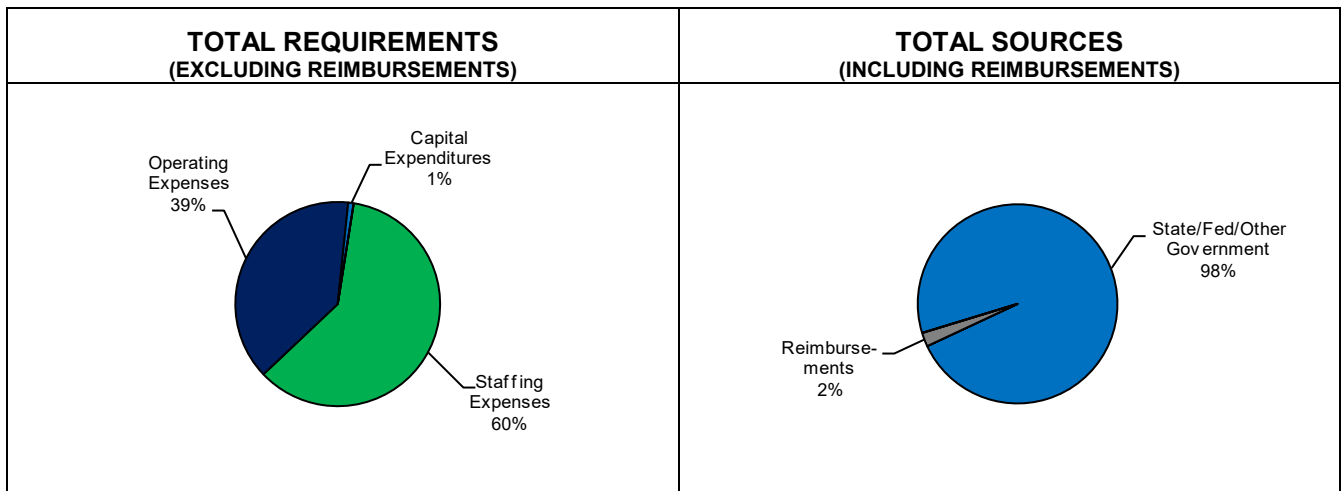 TOTAL REQUIREMENTS
(EXCLUDING REIMBURSEMENTS)
TOTAL SOURCES
(INCLUDING REIMBURSEMENTS)
Capital
Expenditures
1%
Operating
Expenses
39%
Staffing
Expenses
60%
State/Fed/Other
Government
98%
Reimburse-
ments
2%